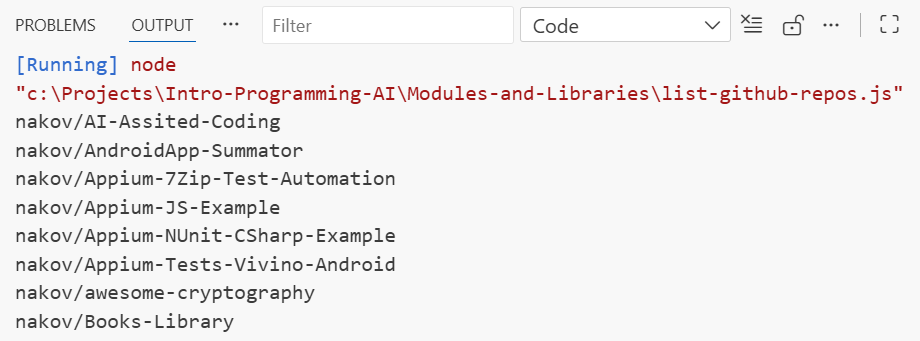 PROBLEMS OUTPUT ··· Filter Code ···
[Running] node
"c:\Projects\Intro-Programming-AI\Modules-and-Libraries\list-github-repos.js"
nakov/AI-Assited-Coding
nakov/AndroidApp-Summator
nakov/Appium-7Zip-Test-Automation
nakov/Appium-JS-Example
nakov/Appium-NUnit-CSharp-Example
nakov/Appium-Tests-Vivino-Android
nakov/awesome-cryptography
nakov/Books-Library